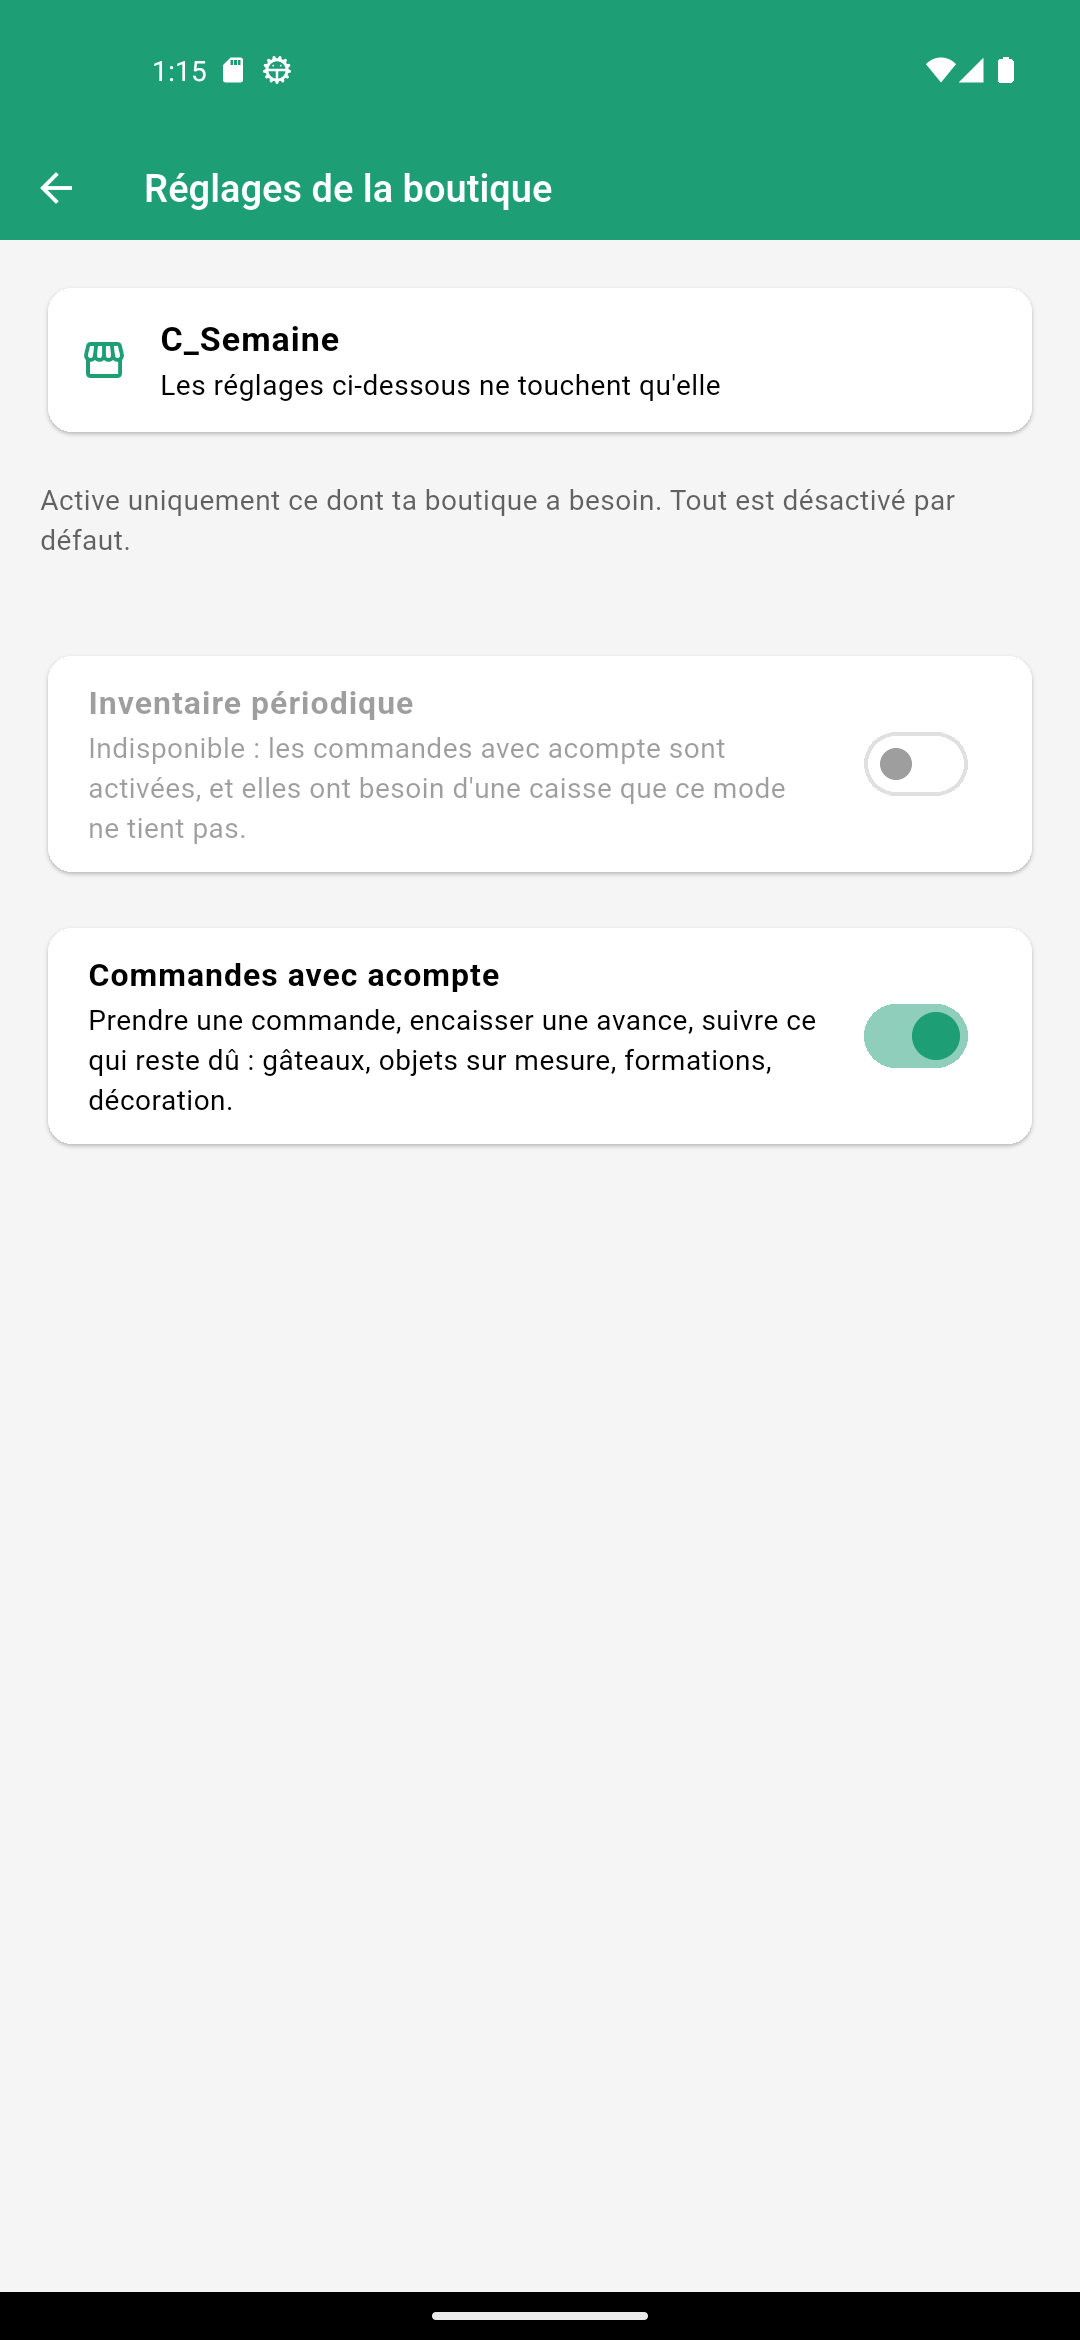 1:15
Réglages de la boutique
C_Semaine
Les réglages ci-dessous ne touchent qu'elle
Active uniquement ce dont ta boutique a besoin. Tout est désactivé par
défaut.
Inventaire périodique
Indisponible : les commandes avec acompte sont
activées, et elles ont besoin d'une caisse que ce mode
ne tient pas.
Commandes avec acompte
Prendre une commande, encaisser une avance, suivre ce
qui reste dû : gâteaux, objets sur mesure, formations,
décoration.